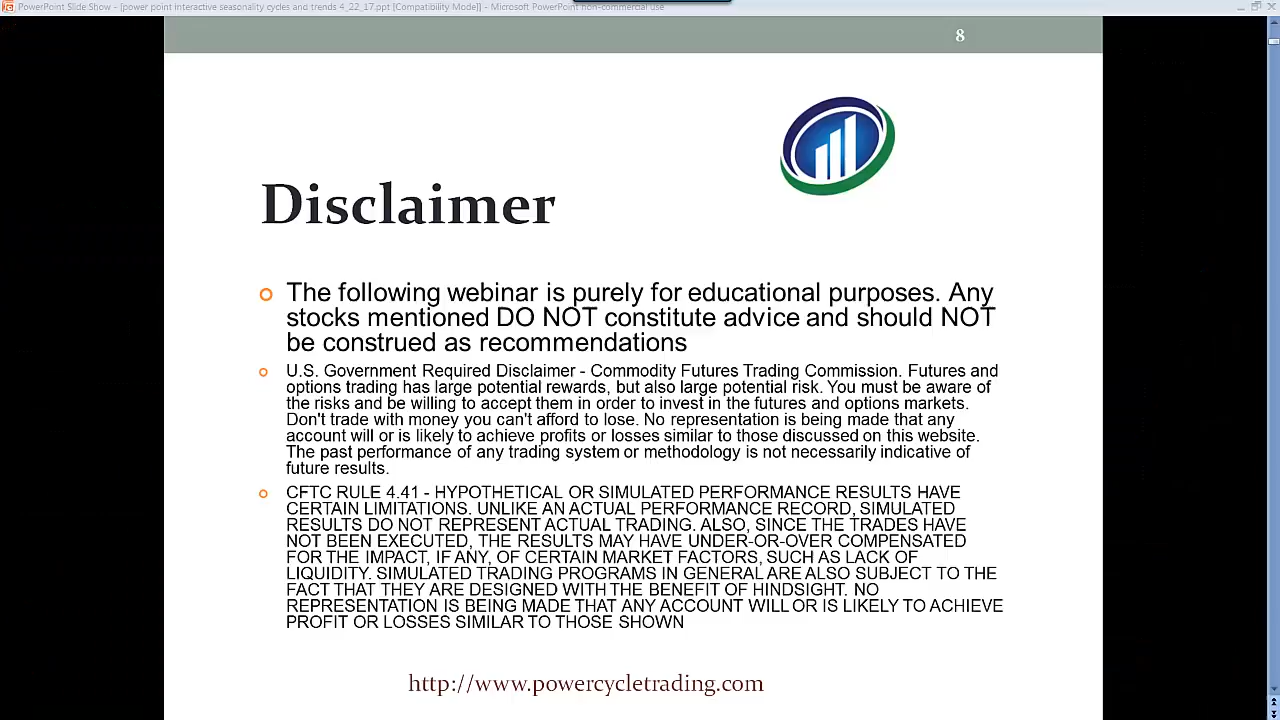 PowerPoint Slide Show - [power point interactive seasonality cycles and trends 4_22_17.ppt [Compatibility Mode]] - Microsoft PowerPoint non-commercial use
8
Disclaimer
The following webinar is purely for educational purposes. Any
stocks mentioned DO NOT constitute advice and should NOT
be construed as recommendations
U.S. Government Required Disclaimer - Commodity Futures Trading Commission. Futures and
options trading has large potential rewards, but also large potential risk. You must be aware of
the risks and be willing to accept them in order to invest in the futures and options markets.
Don't trade with money you can't afford to lose. No representation is being made that any
account will or is likely to achieve profits or losses similar to those discussed on this website.
The past performance of any trading system or methodology is not necessarily indicative of
future results.
CFTC RULE 4.41 - HYPOTHETICAL OR SIMULATED PERFORMANCE RESULTS HAVE
CERTAIN LIMITATIONS. UNLIKE AN ACTUAL PERFORMANCE RECORD, SIMULATED
RESULTS DO NOT REPRESENT ACTUAL TRADING. ALSO, SINCE THE TRADES HAVE
NOT BEEN EXECUTED, THE RESULTS MAY HAVE UNDER-OR-OVER COMPENSATED
FOR THE IMPACT, IF ANY, OF CERTAIN MARKET FACTORS, SUCH AS LACK OF
LIQUIDITY. SIMULATED TRADING PROGRAMS IN GENERAL ARE ALSO SUBJECT TO THE
FACT THAT THEY ARE DESIGNED WITH THE BENEFIT OF HINDSIGHT. NO
REPRESENTATION IS BEING MADE THAT ANY ACCOUNT WILL OR IS LIKELY TO ACHIEVE
PROFIT OR LOSSES SIMILAR TO THOSE SHOWN
http://www.powercycletrading.com